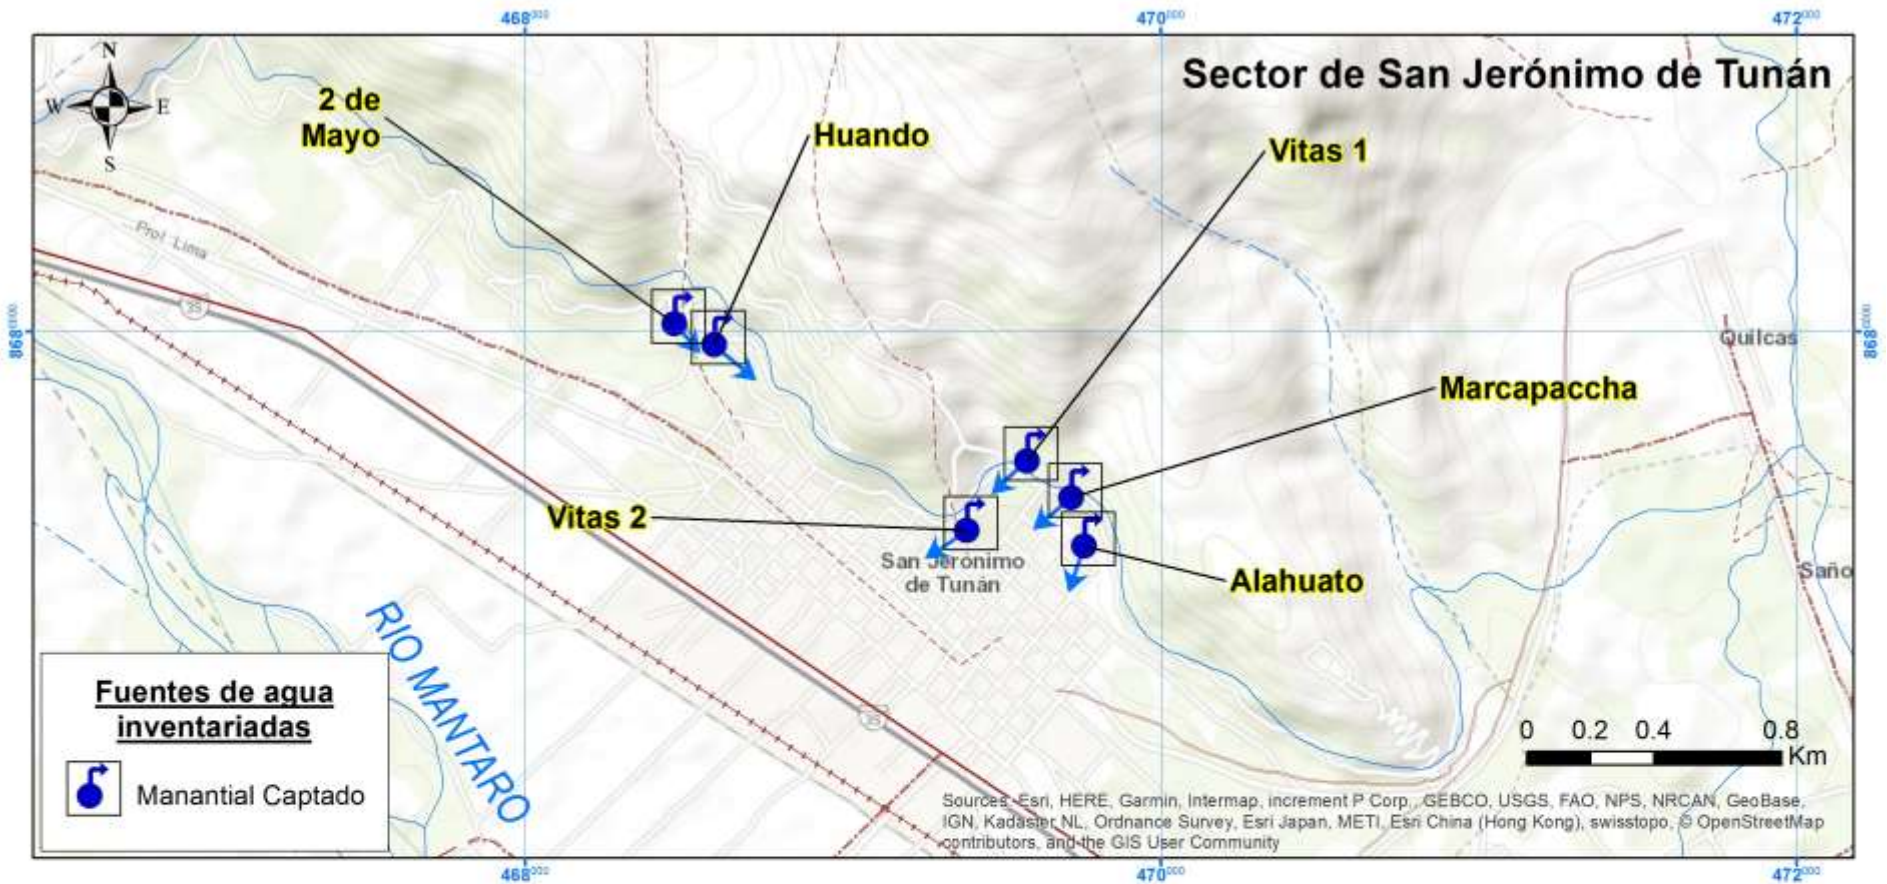 468000
470000
472000
N
W
E
S
Sector de San Jerónimo de Tunán
2 de
Mayo
Huando
Vitas 1
Prol Lima
3S
8680000
8680000
Quilcas
Marcapaccha
Vitas 2
San Jerónimo
de Tunán
Alahuato
Saño
RIO MANTARO
3S
Fuentes de agua
inventariadas
Manantial Captado
0 0.2 0.4 0.8
Km
Sources: Esri, HERE, Garmin, Intermap, increment P Corp., GEBCO, USGS, FAO, NPS, NRCAN, GeoBase,
IGN, Kadaster NL, Ordnance Survey, Esri Japan, METI, Esri China (Hong Kong), swisstopo, © OpenStreetMap
contributors, and the GIS User Community
468000
470000
472000